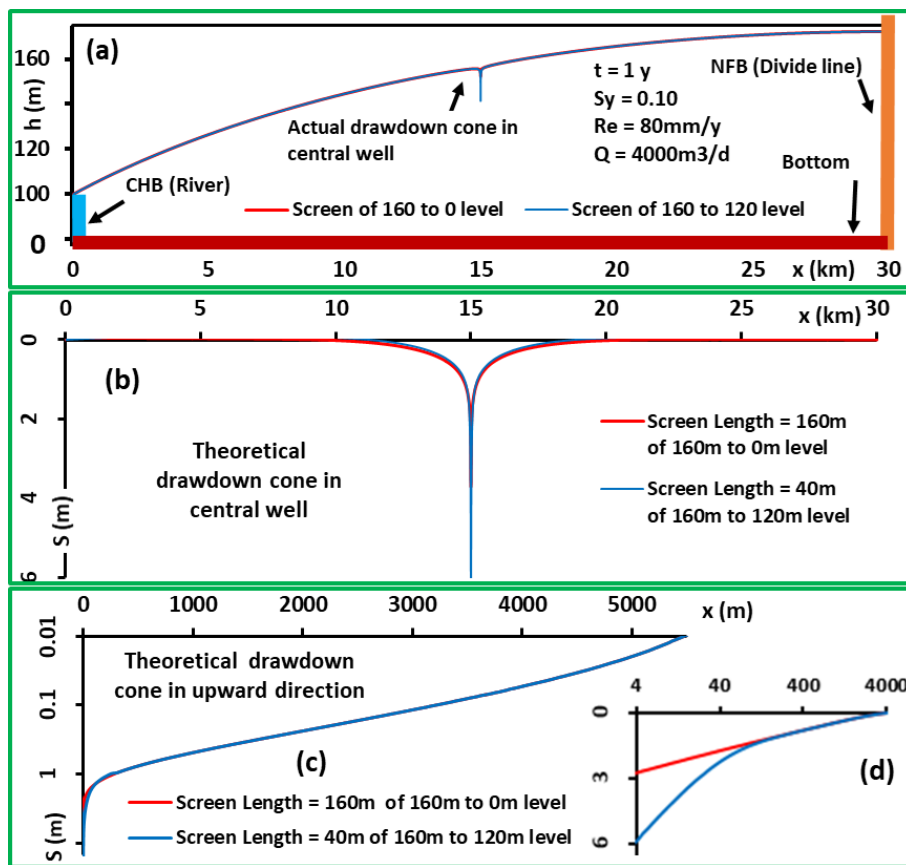 (a)
h (m)
160
140
120
100
0
t = 1 y
Sy = 0.10
Re = 80mm/y
Q = 4000m3/d
NFB (Divide line)
Actual drawdown cone in
central well
Bottom
CHB (River)
Screen of 160 to 0 level
Screen of 160 to 120 level
0 5 10 15 20 25 30
x (km)
0 5 10 15 20 25 30
x (km)
0
2
4
6
S (m)
(b)
Theoretical
drawdown cone in
central well
Screen Length = 160m
of 160m to 0m level
Screen Length = 40m
of 160m to 120m level
0 1000 2000 3000 4000 5000
x (m)
0.01
0.1
1
S (m)
Theoretical drawdown
cone in upward direction
(c)
Screen Length = 160m of 160m to 0m level
Screen Length = 40m of 160m to 120m level
4 40 400 4000
0
3
6
(d)